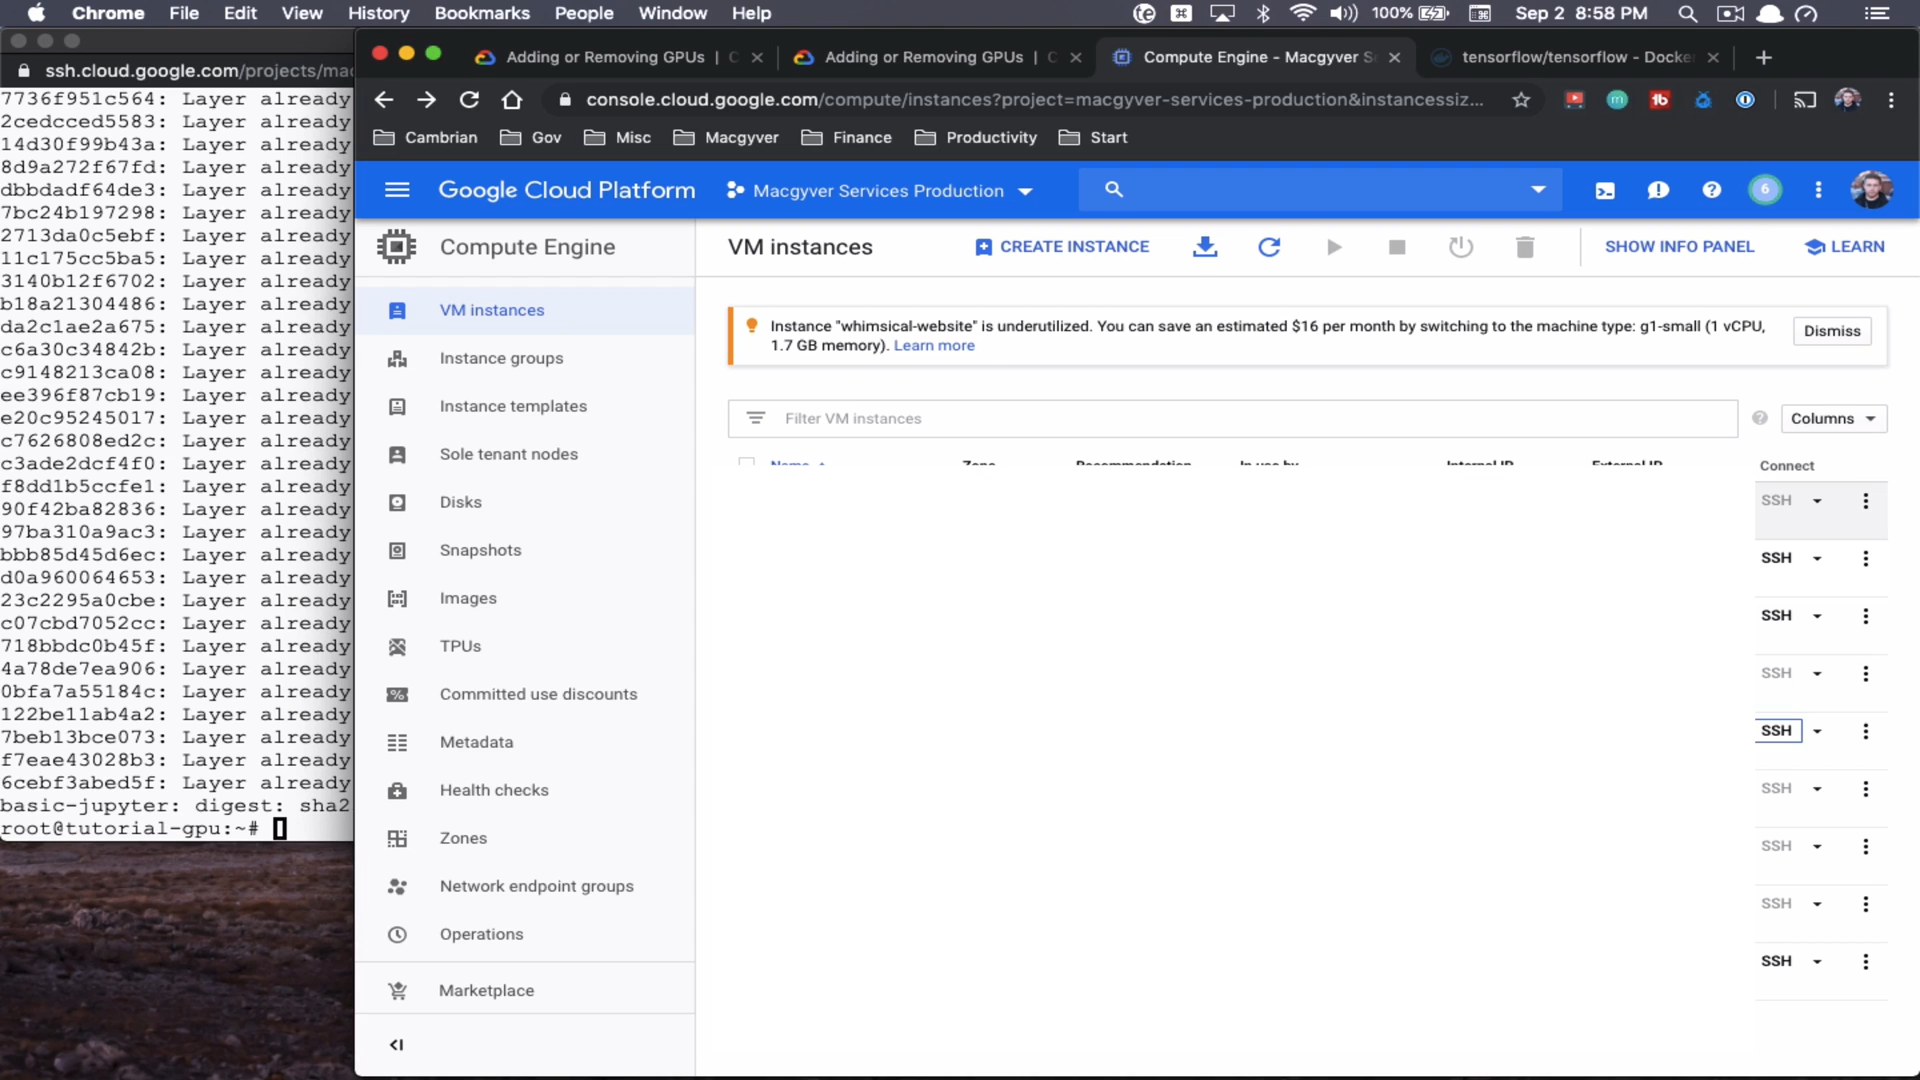 Chrome File Edit View History Bookmarks People Window Help 100% Sep 2 8:58 PM
ssh.cloud.google.com/projects/mac
7736f951c564: Layer already
2cedcced5583: Layer already
14d30f99b43a: Layer already
8d9a272f67fd: Layer already
dbbdadf64de3: Layer already
7bc24b197298: Layer already
2713da0c5ebf: Layer already
11c175cc5ba5: Layer already
3140b12f6702: Layer already
b18a21304486: Layer already
da2c1ae2a675: Layer already
c6a30c34842b: Layer already
c9148213ca08: Layer already
ee396f87cb19: Layer already
e20c95245017: Layer already
c7626808ed2c: Layer already
c3ade2dcf4f0: Layer already
f8dd1b5ccfe1: Layer already
90f42ba82836: Layer already
97ba310a9ac3: Layer already
bbb85d45d6ec: Layer already
d0a960064653: Layer already
23c2295a0cbe: Layer already
c07cbd7052cc: Layer already
718bbdc0b45f: Layer already
4a78de7ea906: Layer already
0bfa7a55184c: Layer already
122be11ab4a2: Layer already
7beb13bce073: Layer already
f7eae43028b3: Layer already
6cebf3abed5f: Layer already
basic-jupyter: digest: sha2
root@tutorial-gpu:~#
Adding or Removing GPUs | C Adding or Removing GPUs | C Compute Engine - Macgyver Se tensorflow/tensorflow - Docker
console.cloud.google.com/compute/instances?project=macgyver-services-production&instancessiz...
Cambrian Gov Misc Macgyver Finance Productivity Start
Google Cloud Platform Macgyver Services Production 6
Compute Engine
VM instances
Instance groups
Instance templates
Sole tenant nodes
Disks
Snapshots
Images
TPUs
Committed use discounts
Metadata
Health checks
Zones
Network endpoint groups
Operations
Marketplace
VM instances CREATE INSTANCE SHOW INFO PANEL LEARN
Instance "whimsical-website" is underutilized. You can save an estimated $16 per month by switching to the machine type: g1-small (1 vCPU,
1.7 GB memory). Learn more
Dismiss
Filter VM instances Columns
Name Zone Recommendation In use by Internal IP External IP Connect
SSH
SSH
SSH
SSH
SSH
SSH
SSH
SSH
SSH